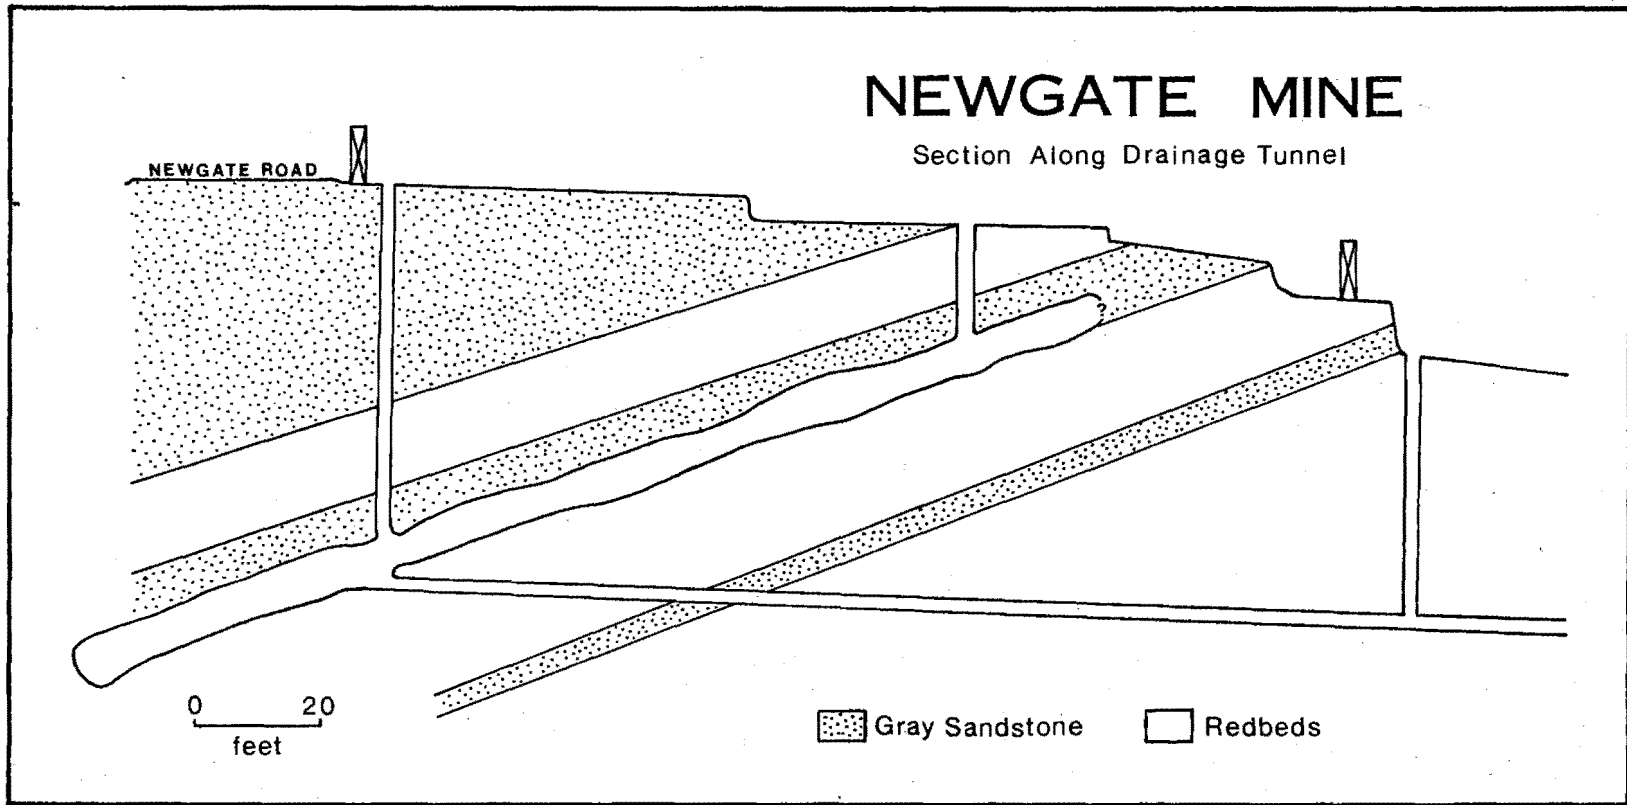 NEWGATE MINE
Section Along Drainage Tunnel
NEWGATE ROAD
?
0 20
feet
Gray Sandstone
Redbeds